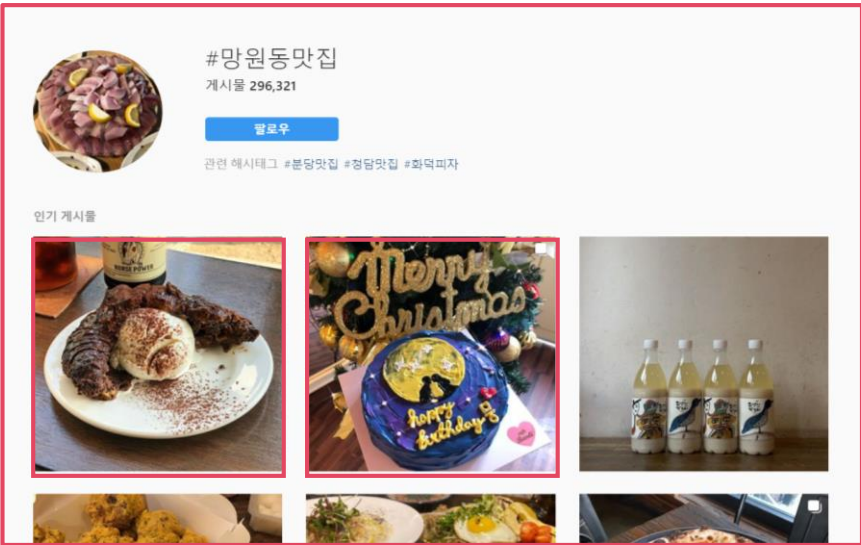 #망원동맛집
게시물 296,321
팔로우
관련 해시태그 #분당맛집 #청담맛집 #화덕피자
인기 게시물
HORSE POWER
Merry
Christmas
happy
birthday